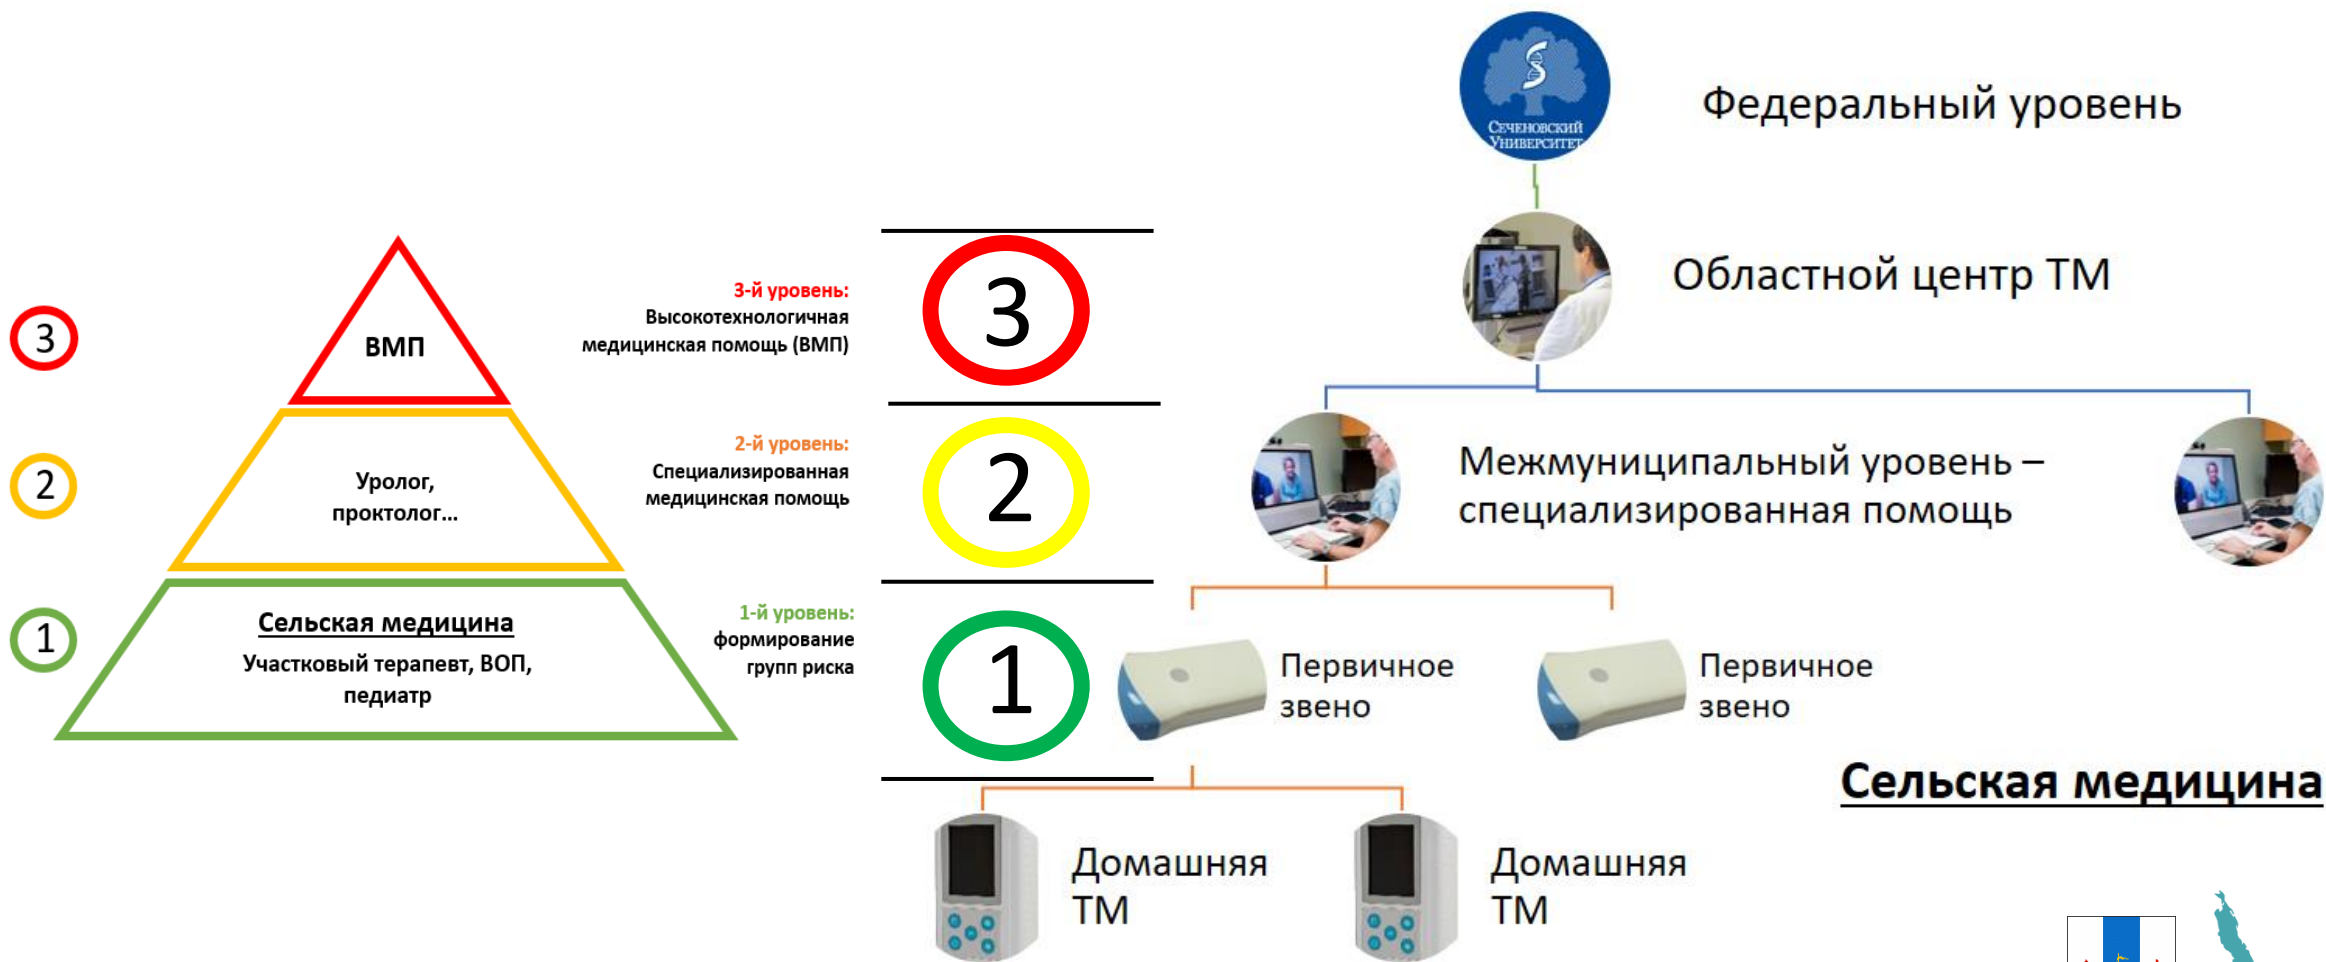 3
ВМП
3-й уровень:
Высокотехнологичная
медицинская помощь (ВМП)
2
Уролог,
проктолог...
2-й уровень:
Специализированная
медицинская помощь
1
Сельская медицина
Участковый терапевт, ВОП,
педиатр
1-й уровень:
формирование
групп риска
3
2
1
СЕЧЕНОВСКИЙ
УНИВЕРСИТЕТ
Федеральный уровень
Областной центр ТМ
Межмуниципальный уровень –
специализированная помощь
Первичное
звено
Первичное
звено
Сельская медицина
Домашняя
ТМ
Домашняя
ТМ